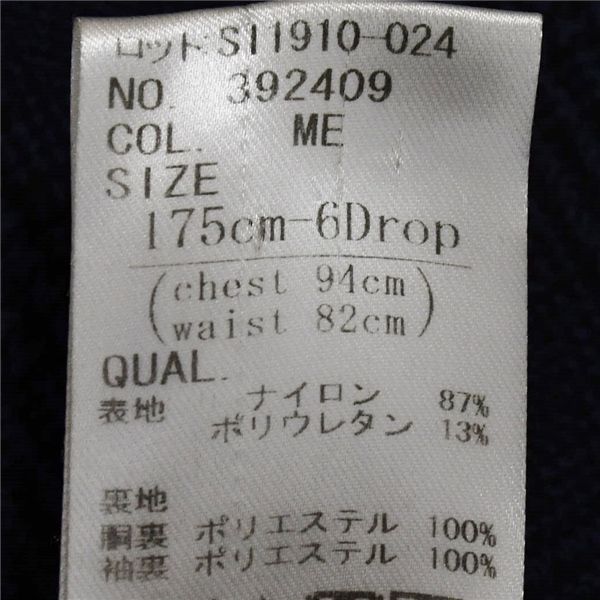 ロットSI1910-024
NO. 392409
COL. ME
SIZE
175cm-6Drop
(chest 94cm
waist 82cm)
QUAL.
表地 ナイロン 87%
ポリウレタン 13%
裏地
胴裏 ポリエステル 100%
袖裏 ポリエステル 100%